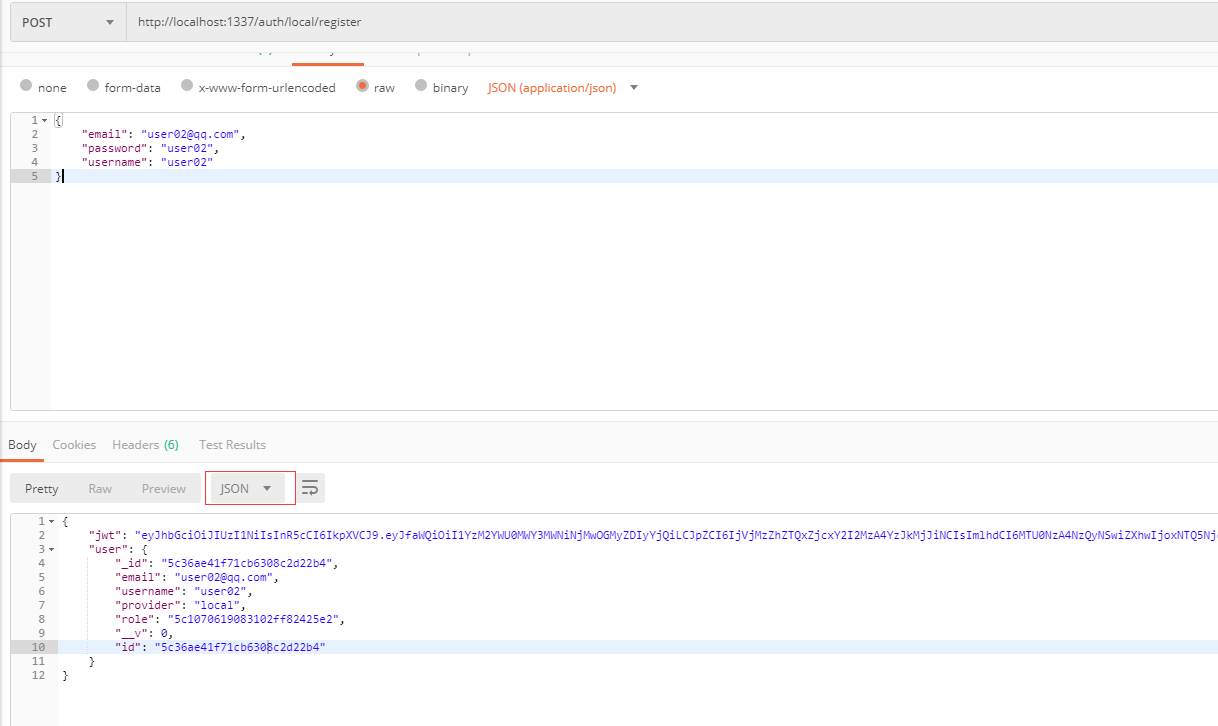 POST http://localhost:1337/auth/local/register
none form-data x-www-form-urlencoded raw binary JSON (application/json)
1 {
2 "email": "user02@qq.com",
3 "password": "user02",
4 "username": "user02"
5 }
Body Cookies Headers (6) Test Results
Pretty Raw Preview JSON
1 {
2 "jwt": "eyJhbGciOiJIUzI1NiIsInR5cCI6IkpXVCJ9.eyJfaWQiOiI1YzM2YWU0MWY3MWNiNjMwOGMyZDIyYjQiLCJpZCI6IjVjMzZhZTQxZjcxY2I2MzA4YzJkMjJiNCIsImlhdCI6MTU0NzA4NzQyNSwiZXhwIjoxNTQ5Njc
3 "user": {
4 "_id": "5c36ae41f71cb6308c2d22b4",
5 "email": "user02@qq.com",
6 "username": "user02",
7 "provider": "local",
8 "role": "5c1070619083102ff82425e2",
9 "__v": 0,
10 "id": "5c36ae41f71cb6308c2d22b4"
11 }
12 }